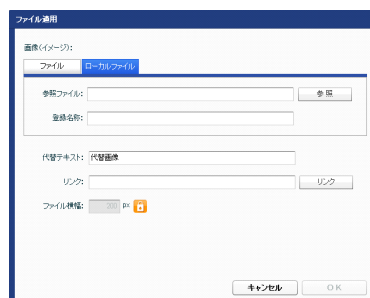 ファイル適用
画像(イメージ):
ファイル ローカルファイル
参照ファイル: 参 照
登録名称:
代替テキスト: 代替画像
リンク: リンク
ファイル横幅: 200 px
キャンセル O K